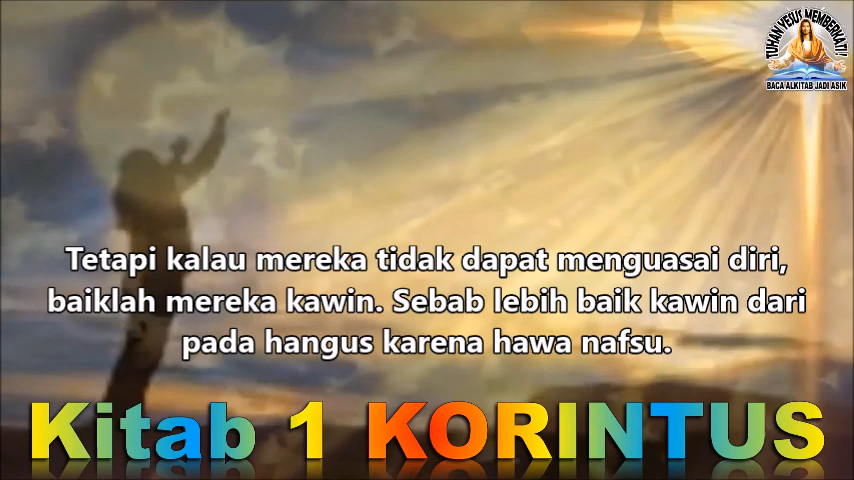 TUHAN YESUS MEMBERKATI!
BACA ALKITAB JADI ASIK
Tetapi kalau mereka tidak dapat menguasai diri,
baiklah mereka kawin. Sebab lebih baik kawin dari
pada hangus karena hawa nafsu.
Kitab 1 KORINTUS